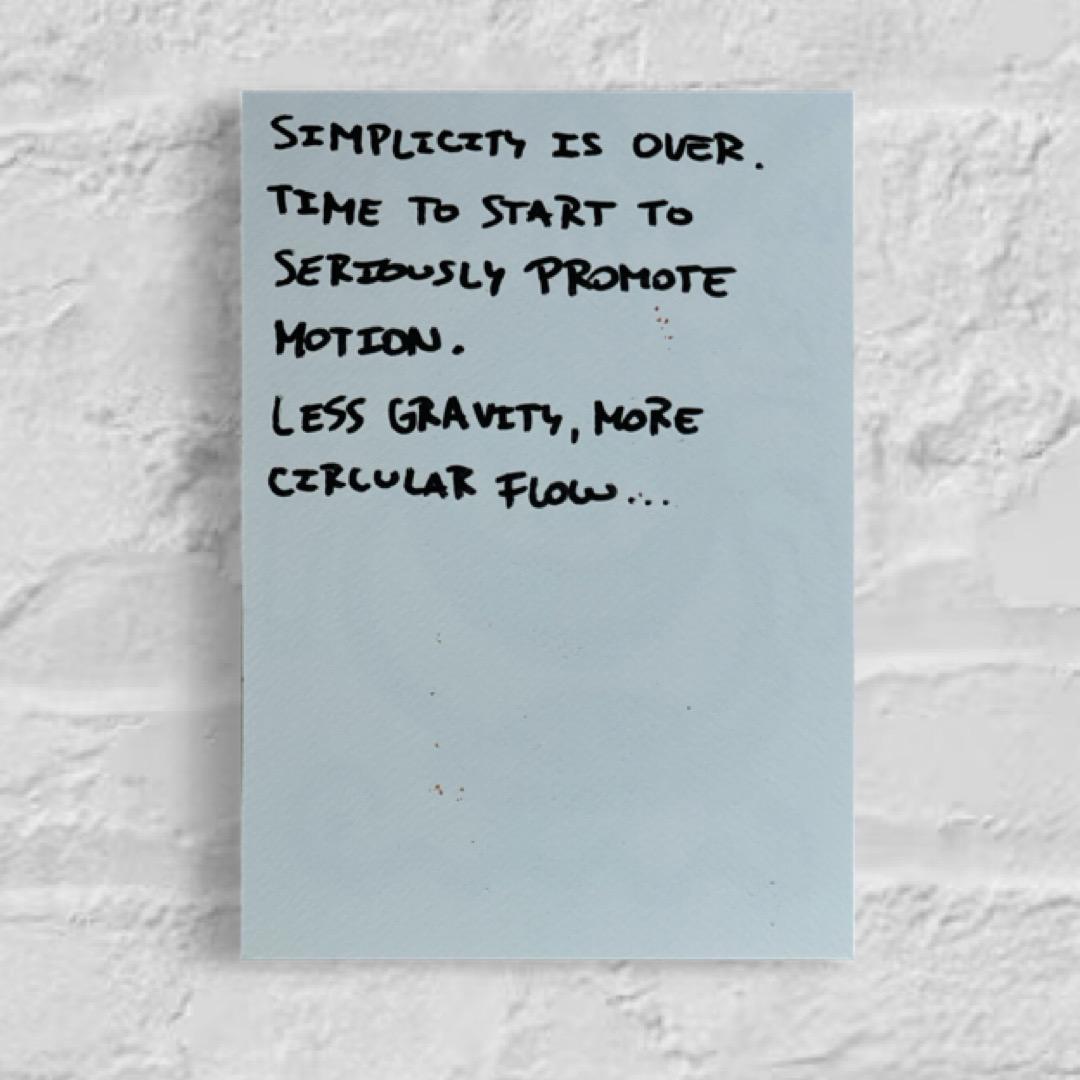 SIMPLICITY IS OVER.
TIME TO START TO
SERIOUSLY PROMOTE
MOTION.
LESS GRAVITY, MORE
CIRCULAR FLOW...